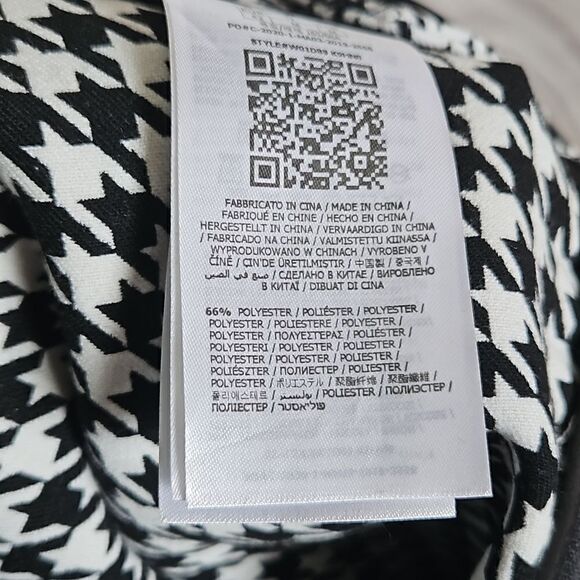 STYLE#W01D89
FABBRICATO IN CINA / MADE IN CHINA
/ FABRIQUÉ EN CHINE / HECHO EN CHINA /
HERGESTELLT IN CHINA / VERVAARDIGD IN CHINA
/ FABRICADO NA CHINA / VALMISTETTU KIINASSA /
WYPRODUKOWANO W CHINACH / VYROBENO V
ČÍNĚ / CIN'DE ÜRETILMISTIR / 中国製 / 중국제 /
صنع في الصين / СДЕЛАНО В КИТАЕ / ВИРОБЛЕНО
В КИТАЇ / DIBUAT DI CINA
66% POLYESTER / POLIÉSTER / POLYESTER /
POLYESTER / POLIESTERE / POLYESTER /
POLYESTER / ΠΟΛΥΕΣΤΕΡΑΣ / POLIÉSTER /
POLYESTERI / POLYESTER / POLYESTER /
POLYESTER / POLYESTER / POLIESTER /
POLIÉSZTER / ПОЛИЕСТЕР / POLIESTER /
POLYESTER / ポリエステル / 聚酯纤维 / 聚酯纖維 /
폴리에스테르 / بوليستر / POLIESTER / ПОЛИЭСТЕР /
ПОЛІЕСТЕР / פוליאסטר